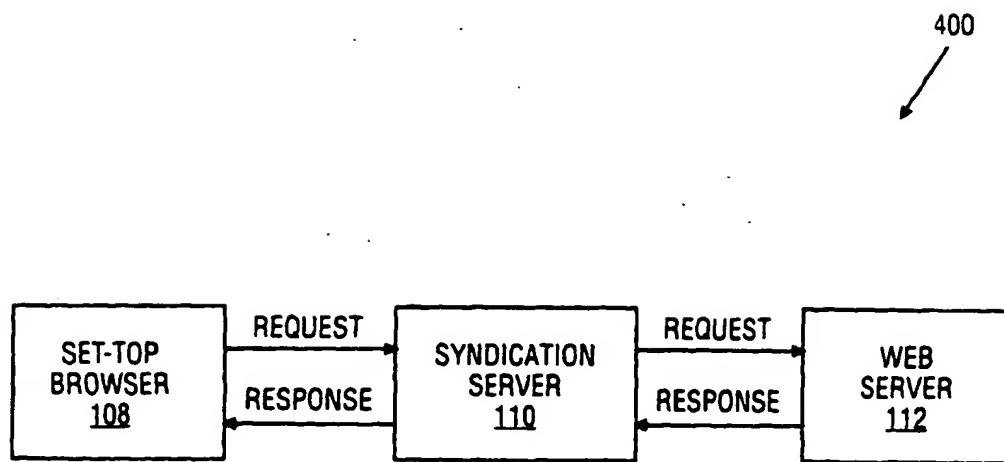 400
SET-TOP
BROWSER
108
REQUEST
RESPONSE
SYNDICATION
SERVER
110
REQUEST
RESPONSE
WEB
SERVER
112